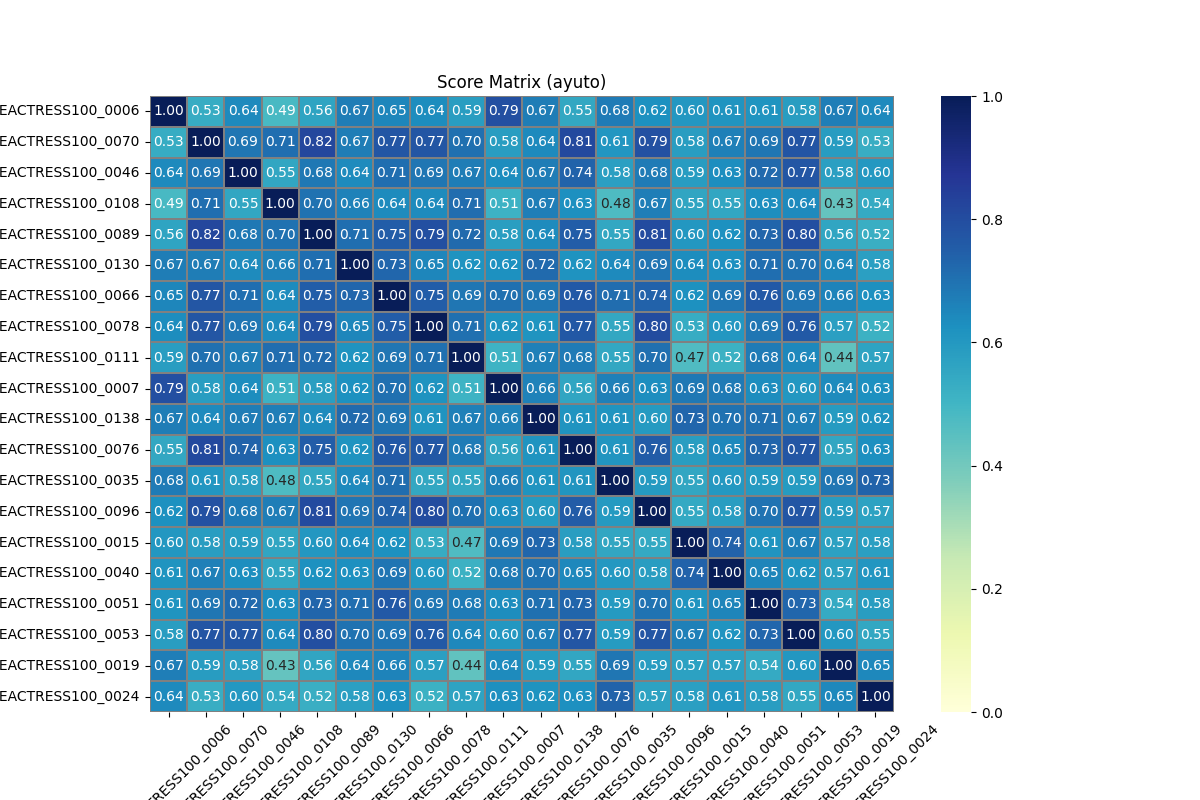 Score Matrix (ayuto)
EACTRESS100_0006 1.00 0.53 0.64 0.49 0.56 0.67 0.65 0.64 0.59 0.79 0.67 0.55 0.68 0.62 0.60 0.61 0.61 0.58 0.67 0.64
EACTRESS100_0070 0.53 1.00 0.69 0.71 0.82 0.67 0.77 0.77 0.70 0.58 0.64 0.81 0.61 0.79 0.58 0.67 0.69 0.77 0.59 0.53
EACTRESS100_0046 0.64 0.69 1.00 0.55 0.68 0.64 0.71 0.69 0.67 0.64 0.67 0.74 0.58 0.68 0.59 0.63 0.72 0.77 0.58 0.60
EACTRESS100_0108 0.49 0.71 0.55 1.00 0.70 0.66 0.64 0.64 0.71 0.51 0.67 0.63 0.48 0.67 0.55 0.55 0.63 0.64 0.43 0.54
EACTRESS100_0089 0.56 0.82 0.68 0.70 1.00 0.71 0.75 0.79 0.72 0.58 0.64 0.75 0.55 0.81 0.60 0.62 0.73 0.80 0.56 0.52
EACTRESS100_0130 0.67 0.67 0.64 0.66 0.71 1.00 0.73 0.65 0.62 0.62 0.72 0.62 0.64 0.69 0.64 0.63 0.71 0.70 0.64 0.58
EACTRESS100_0066 0.65 0.77 0.71 0.64 0.75 0.73 1.00 0.75 0.69 0.70 0.69 0.76 0.71 0.74 0.62 0.69 0.76 0.69 0.66 0.63
EACTRESS100_0078 0.64 0.77 0.69 0.64 0.79 0.65 0.75 1.00 0.71 0.62 0.61 0.77 0.55 0.80 0.53 0.60 0.69 0.76 0.57 0.52
EACTRESS100_0111 0.59 0.70 0.67 0.71 0.72 0.62 0.69 0.71 1.00 0.51 0.67 0.68 0.55 0.70 0.47 0.52 0.68 0.64 0.44 0.57
EACTRESS100_0007 0.79 0.58 0.64 0.51 0.58 0.62 0.70 0.62 0.51 1.00 0.66 0.56 0.66 0.63 0.69 0.68 0.63 0.60 0.64 0.63
EACTRESS100_0138 0.67 0.64 0.67 0.67 0.64 0.72 0.69 0.61 0.67 0.66 1.00 0.61 0.61 0.60 0.73 0.70 0.71 0.67 0.59 0.62
EACTRESS100_0076 0.55 0.81 0.74 0.63 0.75 0.62 0.76 0.77 0.68 0.56 0.61 1.00 0.61 0.76 0.58 0.65 0.73 0.77 0.55 0.63
EACTRESS100_0035 0.68 0.61 0.58 0.48 0.55 0.64 0.71 0.55 0.55 0.66 0.61 0.61 1.00 0.59 0.55 0.60 0.59 0.59 0.69 0.73
EACTRESS100_0096 0.62 0.79 0.68 0.67 0.81 0.69 0.74 0.80 0.70 0.63 0.60 0.76 0.59 1.00 0.55 0.58 0.70 0.77 0.59 0.57
EACTRESS100_0015 0.60 0.58 0.59 0.55 0.60 0.64 0.62 0.53 0.47 0.69 0.73 0.58 0.55 0.55 1.00 0.74 0.61 0.67 0.57 0.58
EACTRESS100_0040 0.61 0.67 0.63 0.55 0.62 0.63 0.69 0.60 0.52 0.68 0.70 0.65 0.60 0.58 0.74 1.00 0.65 0.62 0.57 0.61
EACTRESS100_0051 0.61 0.69 0.72 0.63 0.73 0.71 0.76 0.69 0.68 0.63 0.71 0.73 0.59 0.70 0.61 0.65 1.00 0.73 0.54 0.58
EACTRESS100_0053 0.58 0.77 0.77 0.64 0.80 0.70 0.69 0.76 0.64 0.60 0.67 0.77 0.59 0.77 0.67 0.62 0.73 1.00 0.60 0.55
EACTRESS100_0019 0.67 0.59 0.58 0.43 0.56 0.64 0.66 0.57 0.44 0.64 0.59 0.55 0.69 0.59 0.57 0.57 0.54 0.60 1.00 0.65
EACTRESS100_0024 0.64 0.53 0.60 0.54 0.52 0.58 0.63 0.52 0.57 0.63 0.62 0.63 0.73 0.57 0.58 0.61 0.58 0.55 0.65 1.00
TRESS100_0006
TRESS100_0070
TRESS100_0046
TRESS100_0108
TRESS100_0089
TRESS100_0130
TRESS100_0066
TRESS100_0078
TRESS100_0111
TRESS100_0007
TRESS100_0138
TRESS100_0076
TRESS100_0035
TRESS100_0096
TRESS100_0015
TRESS100_0040
TRESS100_0051
TRESS100_0053
TRESS100_0019
TRESS100_0024
1.0
0.8
0.6
0.4
0.2
0.0